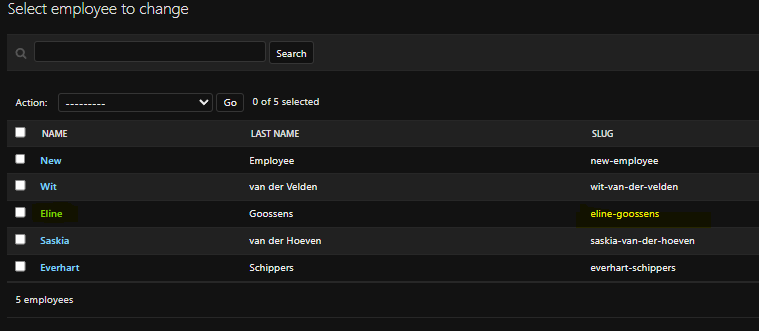 Select employee to change
Search
Action: --------- Go 0 of 5 selected
NAME LAST NAME SLUG
New Employee new-employee
Wit van der Velden wit-van-der-velden
Eline Goossens eline-goossens
Saskia van der Hoeven saskia-van-der-hoeven
Everhart Schippers everhart-schippers
5 employees